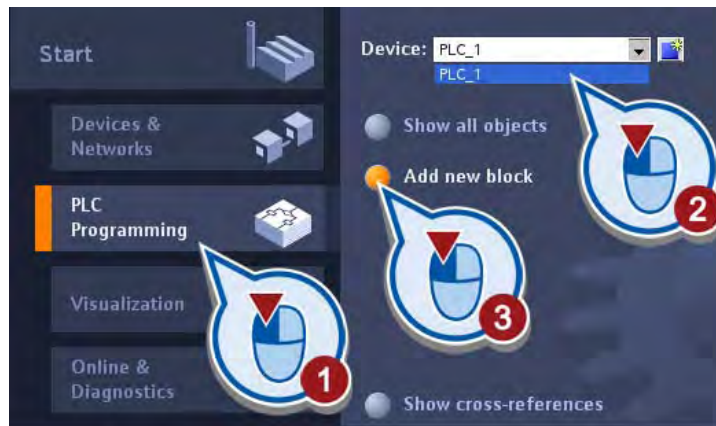 Start
Devices &
Networks
PLC
Programming
Visualization
Online &
Diagnostics
1
Device: PLC_1
PLC_1
Show all objects
2
Add new block
3
Show cross-references